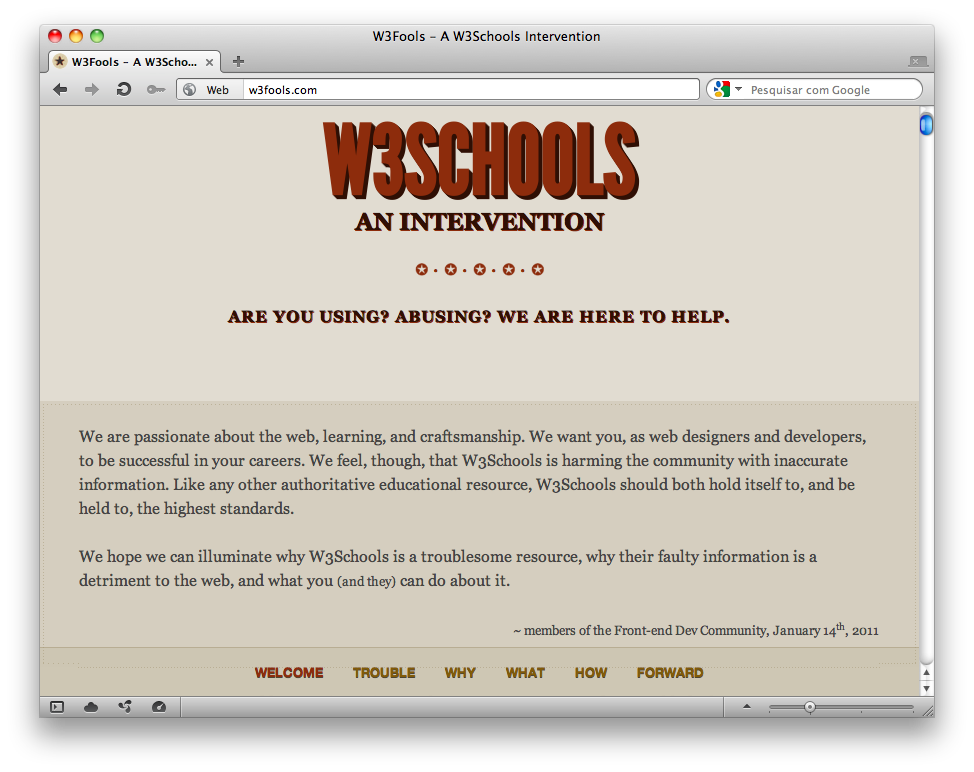 W3Fools – A W3Schools Intervention
W3Fools – A W3Scho...
Web
w3fools.com
Pesquisar com Google
W3SCHOOLS
AN INTERVENTION
ARE YOU USING? ABUSING? WE ARE HERE TO HELP.
We are passionate about the web, learning, and craftsmanship. We want you, as web designers and developers,
to be successful in your careers. We feel, though, that W3Schools is harming the community with inaccurate
information. Like any other authoritative educational resource, W3Schools should both hold itself to, and be
held to, the highest standards.
We hope we can illuminate why W3Schools is a troublesome resource, why their faulty information is a
detriment to the web, and what you (and they) can do about it.
~ members of the Front-end Dev Community, January 14th, 2011
WELCOME TROUBLE WHY WHAT HOW FORWARD